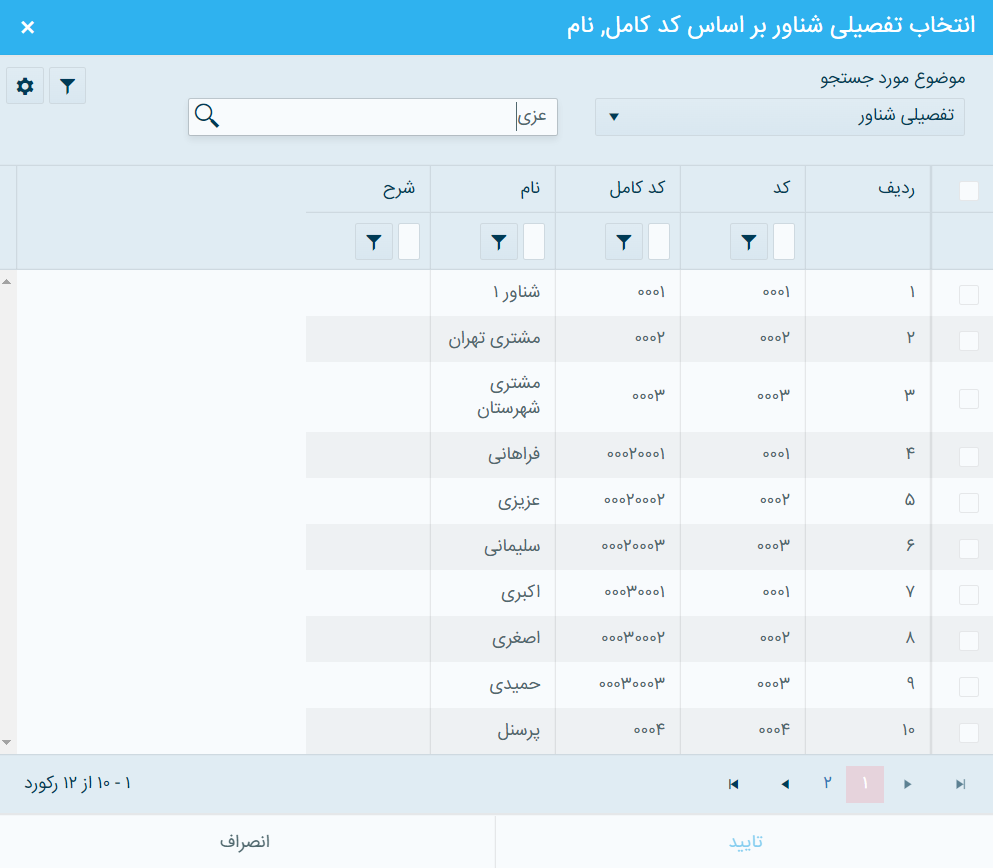 انتخاب تفصیلی شناور بر اساس کد کامل, نام
موضوع مورد جستجو
تفصیلی شناور
عزی
ردیف کد کد کامل نام شرح
۱ ۰۰۰۱ ۰۰۰۱ شناور ۱
۲ ۰۰۰۲ ۰۰۰۲ مشتری تهران
۳ ۰۰۰۳ ۰۰۰۳ مشتری شهرستان
۴ ۰۰۰۱ ۰۰۰۲۰۰۰۱ فراهانی
۵ ۰۰۰۲ ۰۰۰۲۰۰۰۲ عزیزی
۶ ۰۰۰۳ ۰۰۰۲۰۰۰۳ سلیمانی
۷ ۰۰۰۱ ۰۰۰۳۰۰۰۱ اکبری
۸ ۰۰۰۲ ۰۰۰۳۰۰۰۲ اصغری
۹ ۰۰۰۳ ۰۰۰۳۰۰۰۳ حمیدی
۱۰ ۰۰۰۴ ۰۰۰۴ پرسنل
۱ ۲
۱ - ۱۰ از ۱۲ رکورد
تایید
انصراف